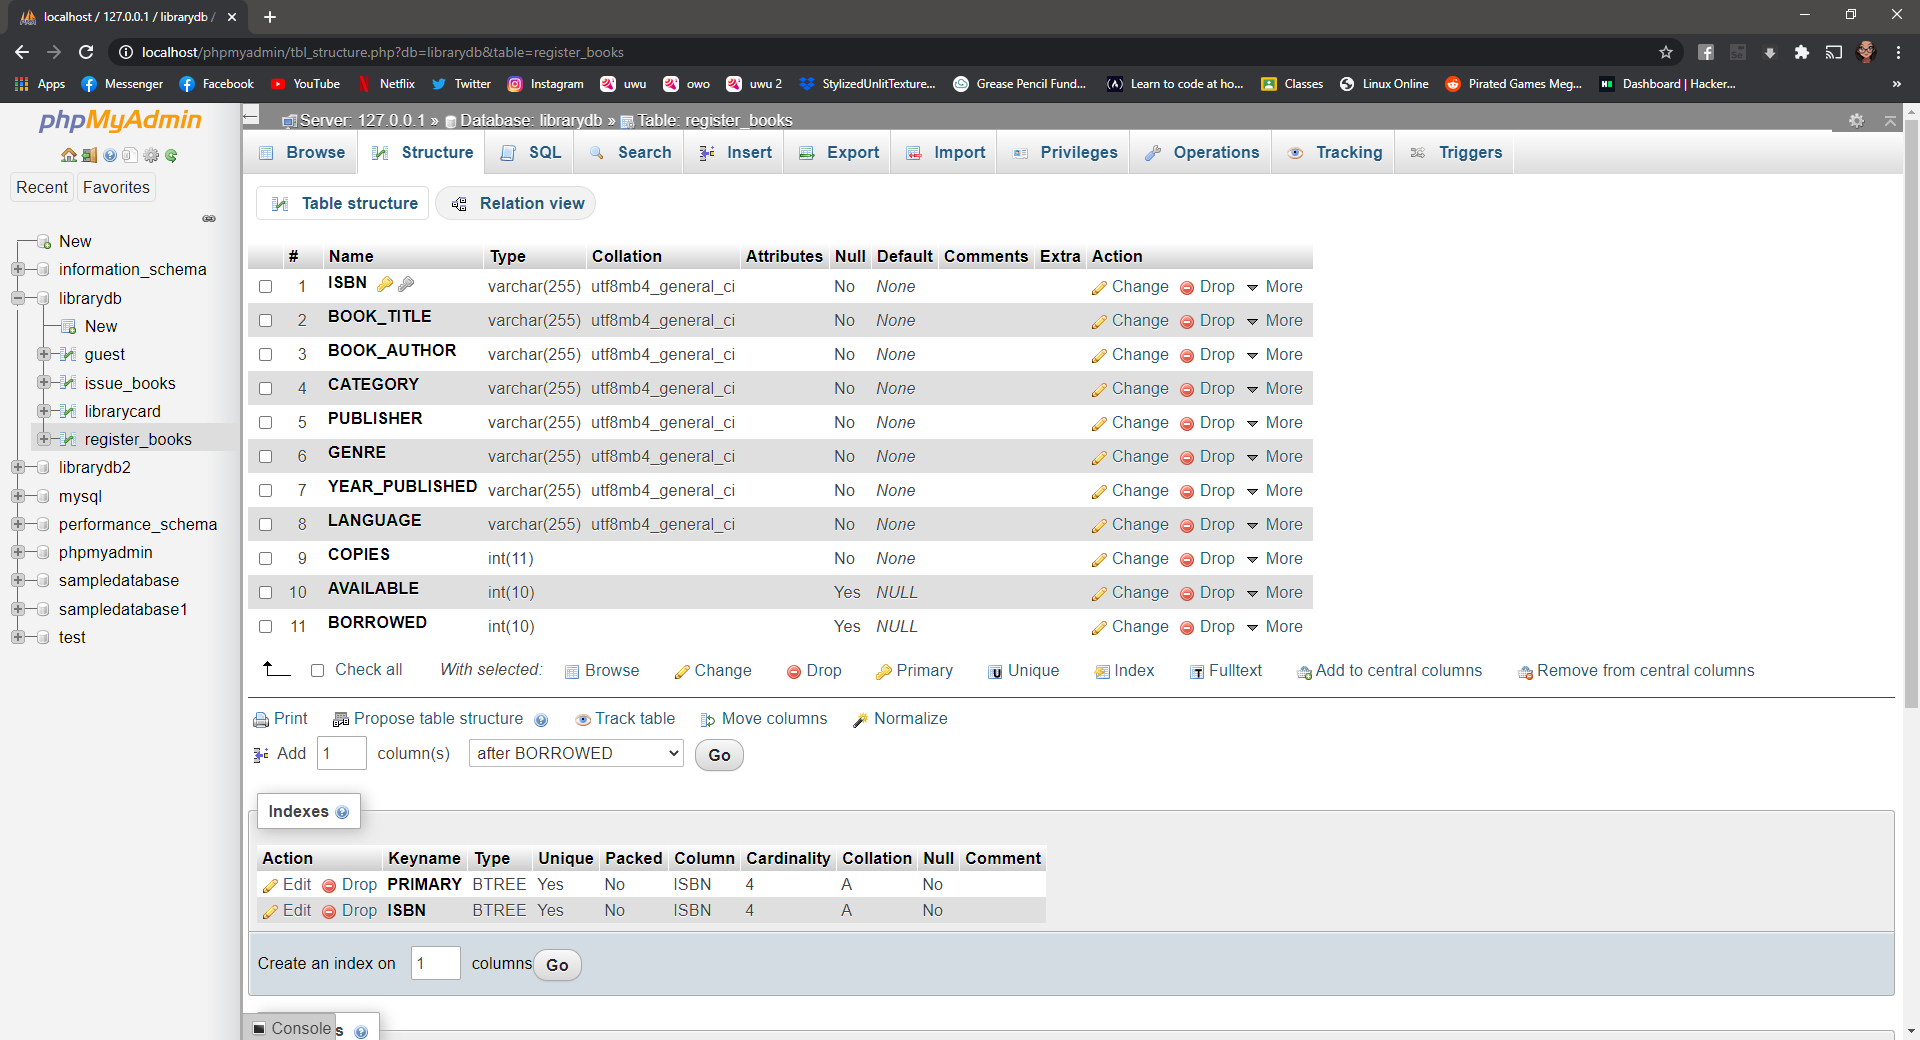 localhost / 127.0.0.1 / librarydb /
localhost/phpmyadmin/tbl_structure.php?db=librarydb&table=register_books
Apps Messenger Facebook YouTube Netflix Twitter Instagram uwu owo uwu 2 StylizedUnlitTexture... Grease Pencil Fund... Learn to code at ho... Classes Linux Online Pirated Games Meg... Dashboard | Hacker... »
phpMyAdmin
Recent Favorites
New
information_schema
librarydb
New
guest
issue_books
librarycard
register_books
librarydb2
mysql
performance_schema
phpmyadmin
sampledatabase
sampledatabase1
test
Server: 127.0.0.1 » Database: librarydb » Table: register_books
Browse Structure SQL Search Insert Export Import Privileges Operations Tracking Triggers
Table structure Relation view
# Name Type Collation Attributes Null Default Comments Extra Action
1 ISBN varchar(255) utf8mb4_general_ci No None Change Drop More
2 BOOK_TITLE varchar(255) utf8mb4_general_ci No None Change Drop More
3 BOOK_AUTHOR varchar(255) utf8mb4_general_ci No None Change Drop More
4 CATEGORY varchar(255) utf8mb4_general_ci No None Change Drop More
5 PUBLISHER varchar(255) utf8mb4_general_ci No None Change Drop More
6 GENRE varchar(255) utf8mb4_general_ci No None Change Drop More
7 YEAR_PUBLISHED varchar(255) utf8mb4_general_ci No None Change Drop More
8 LANGUAGE varchar(255) utf8mb4_general_ci No None Change Drop More
9 COPIES int(11) No None Change Drop More
10 AVAILABLE int(10) Yes NULL Change Drop More
11 BORROWED int(10) Yes NULL Change Drop More
Check all With selected: Browse Change Drop Primary Unique Index Fulltext Add to central columns Remove from central columns
Print Propose table structure Track table Move columns Normalize
Add 1 column(s) after BORROWED Go
Indexes
Action Keyname Type Unique Packed Column Cardinality Collation Null Comment
Edit Drop PRIMARY BTREE Yes No ISBN 4 A No
Edit Drop ISBN BTREE Yes No ISBN 4 A No
Create an index on 1 columns Go
Console s